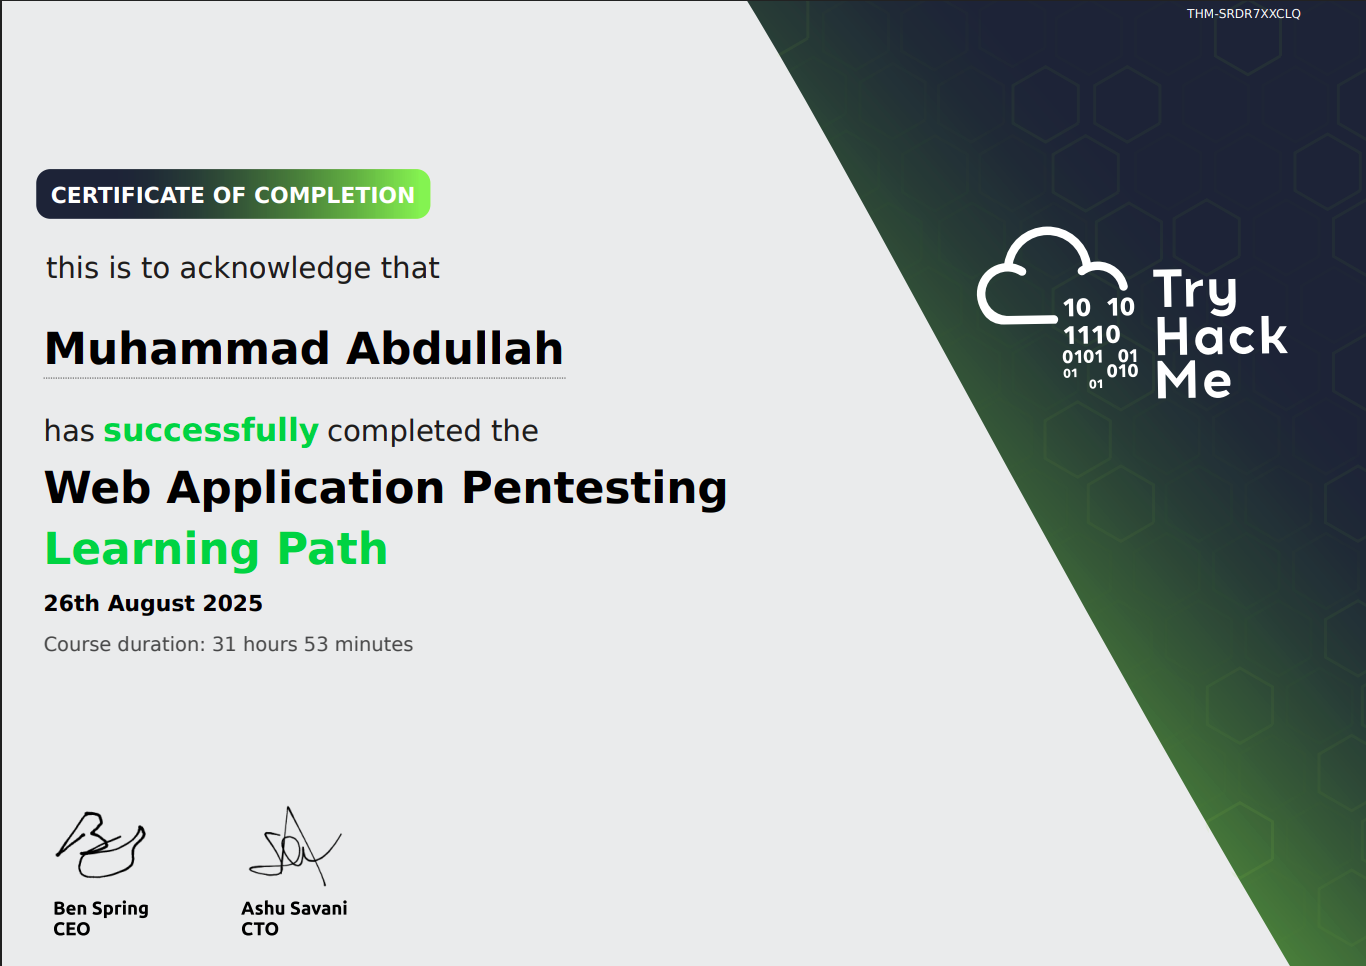 THM-SRDR7XXCLQ
CERTIFICATE OF COMPLETION
this is to acknowledge that
Muhammad Abdullah
has successfully completed the
Web Application Pentesting
Learning Path
26th August 2025
Course duration: 31 hours 53 minutes
Try
Hack
Me
10 10
1110
0101 01
01 010
01
Ben Spring
CEO
Ashu Savani
CTO